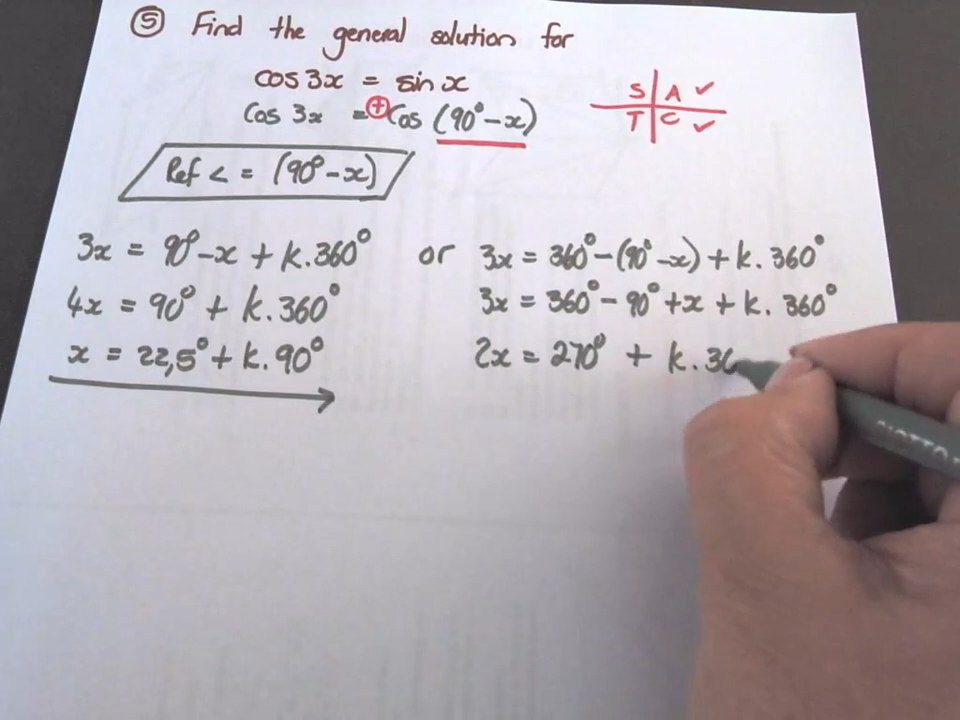 ⑤ Find the general solution for
cos 3x = sin x
Cos 3x = + Cos (90° - x)
S A ✓
T C ✓
Ref < = (90° - x)
3x = 90° - x + k.360° or 3x = 360° - (90° - x) + k. 360°
4x = 90° + k.360°
3x = 360° - 90° + x + k. 360°
x = 22,5° + k.90°
2x = 270° + k.36
GIOTTO